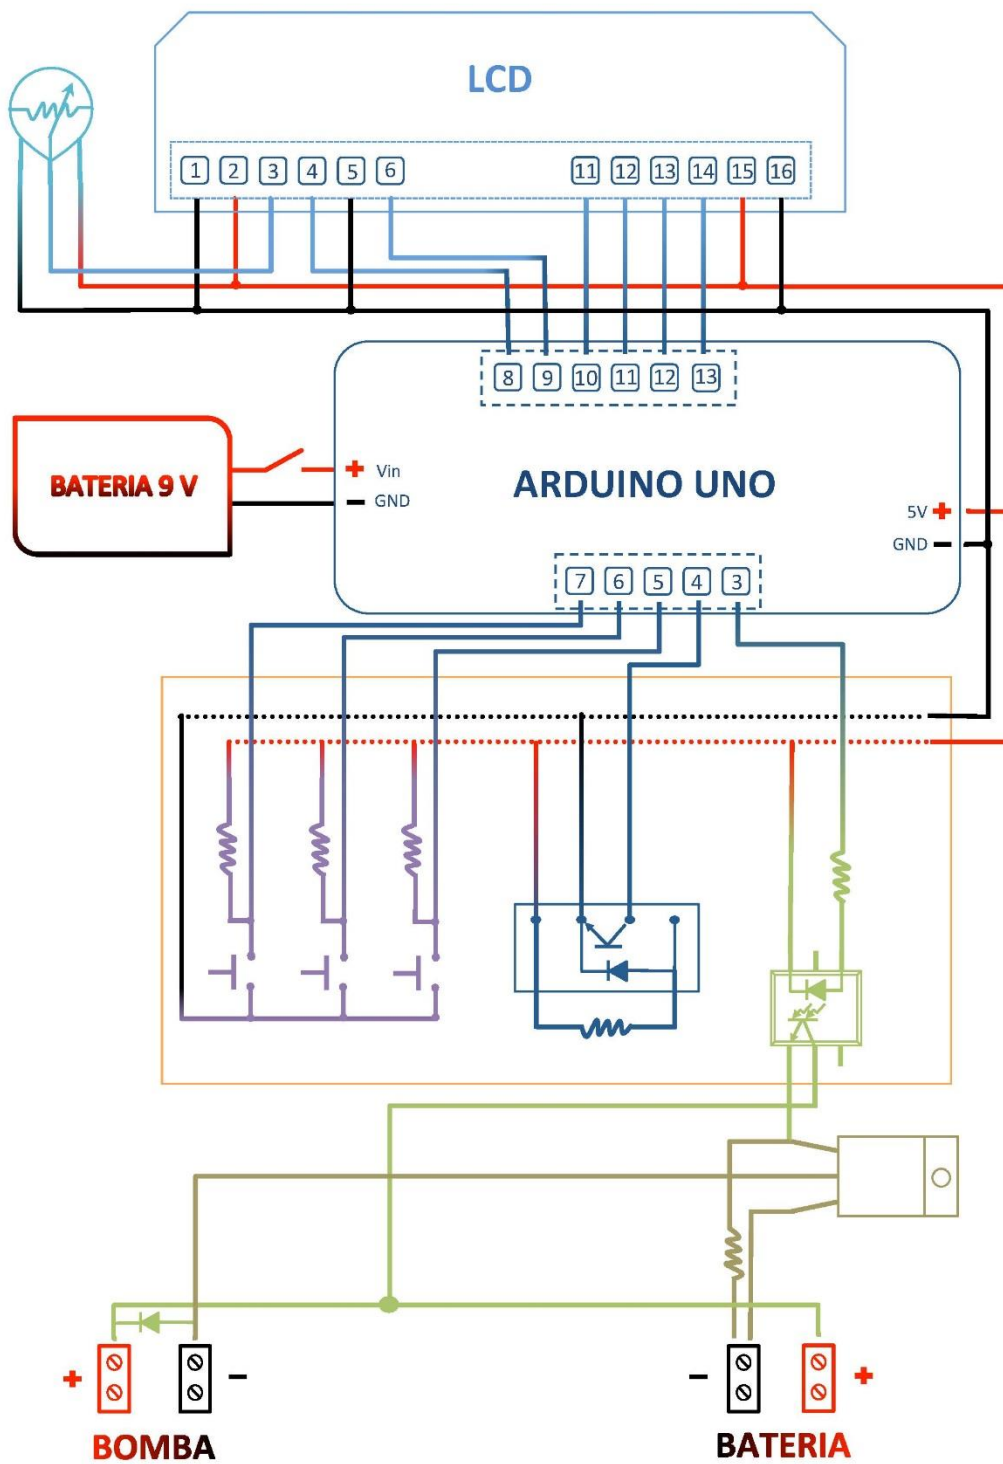 LCD
1 2 3 4 5 6 11 12 13 14 15 16
8 9 10 11 12 13
BATERIA 9 V
+ Vin
- GND
ARDUINO UNO
5V +
GND -
7 6 5 4 3
+ -
- +
BOMBA
BATERIA